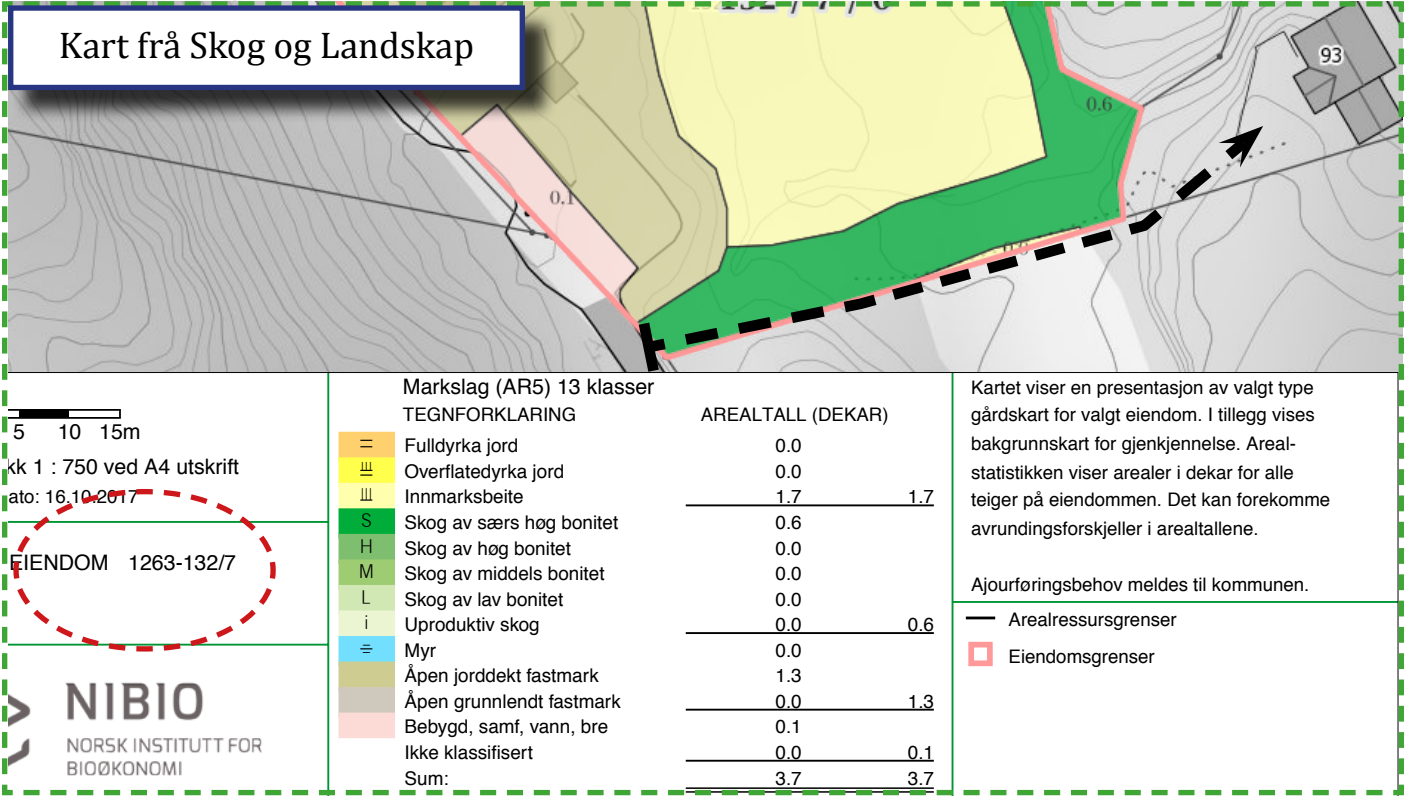 Kart frå Skog og Landskap
93
0.6
0.1
5 10 15m
kk 1 : 750 ved A4 utskrift
ato: 16.10.2017
EIENDOM 1263-132/7
NIBIO
NORSK INSTITUTT FOR
BIOØKONOMI
Markslag (AR5) 13 klasser
TEGNFORKLARING AREALTALL (DEKAR)
Fulldyrka jord 0.0
Overflatedyrka jord 0.0
Innmarksbeite 1.7 1.7
S Skog av særs høg bonitet 0.6
H Skog av høg bonitet 0.0
M Skog av middels bonitet 0.0
L Skog av lav bonitet 0.0
i Uproduktiv skog 0.0 0.6
Myr 0.0
Åpen jorddekt fastmark 1.3
Åpen grunnlendt fastmark 0.0 1.3
Bebygd, samf, vann, bre 0.1
Ikke klassifisert 0.0 0.1
Sum: 3.7 3.7
Kartet viser en presentasjon av valgt type
gårdskart for valgt eiendom. I tillegg vises
bakgrunnskart for gjenkjennelse. Areal-
statistikken viser arealer i dekar for alle
teiger på eiendommen. Det kan forekomme
avrundingsforskjeller i arealtallene.
Ajourføringsbehov meldes til kommunen.
Arealressursgrenser
Eiendomsgrenser